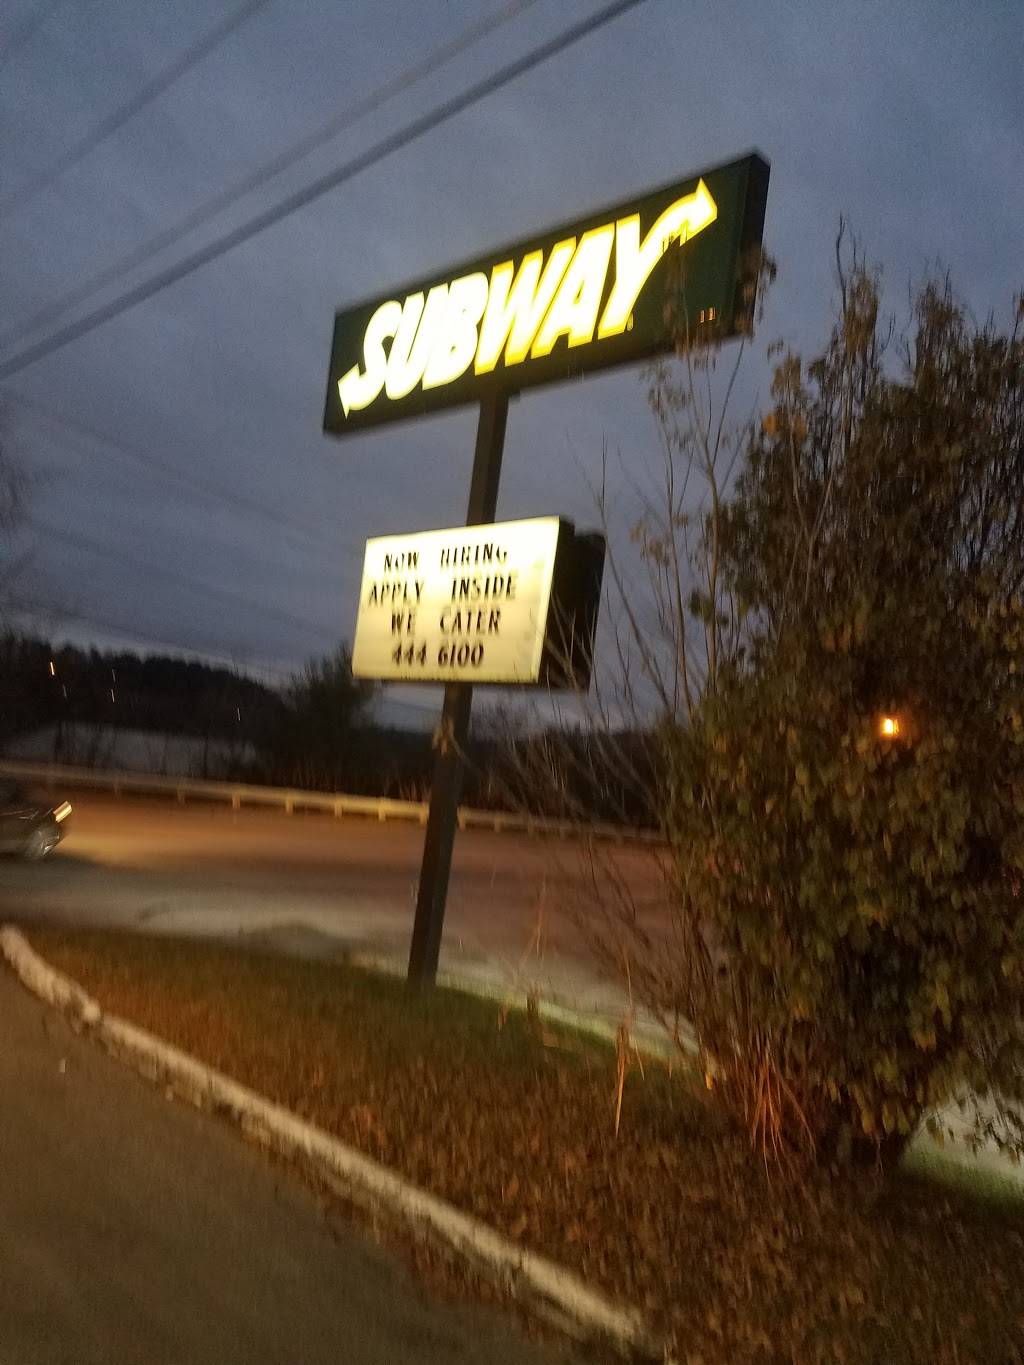 SUBWAY
NOW HIRING
APPLY INSIDE
WE CATER
444 6100